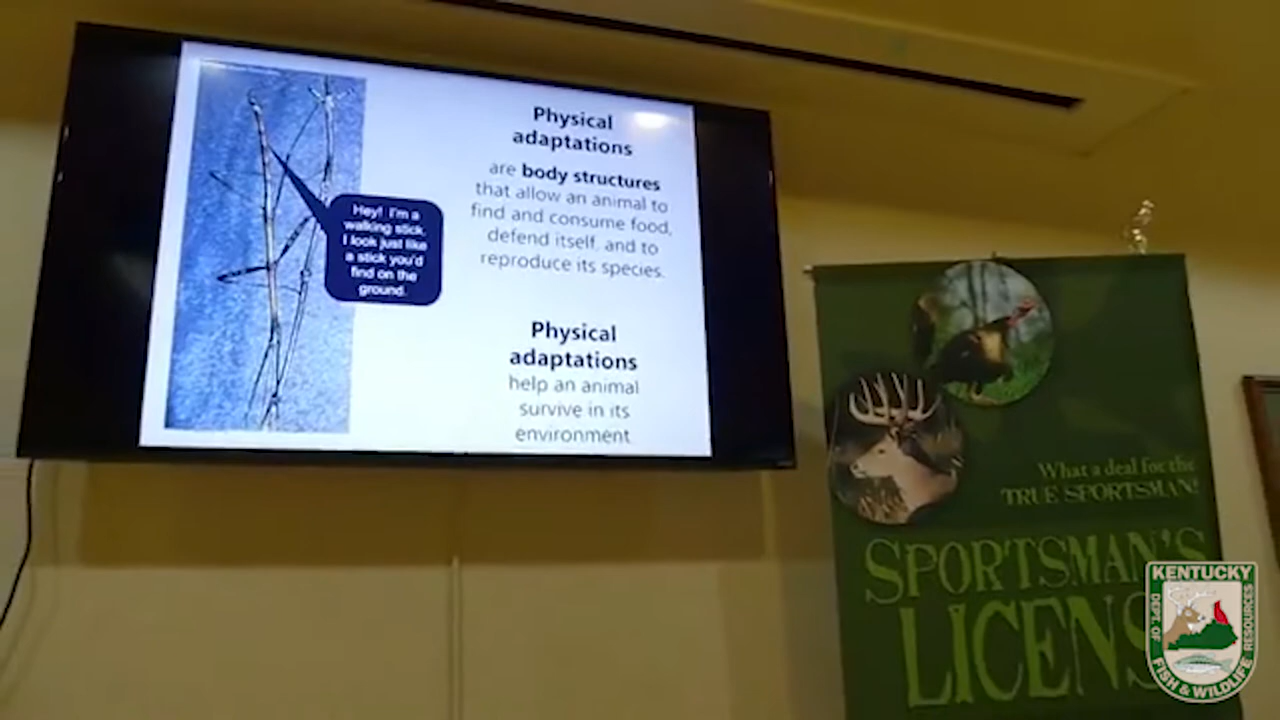 Physical
adaptations
are body structures
that allow an animal to
find and consume food,
defend itself, and to
reproduce its species.
Hey! I'm a
walking stick.
I look just like
a stick you'd
find on the
ground.
Physical
adaptations
help an animal
survive in its
environment
What a deal for the
TRUE SPORTSMAN!
SPORTSMAN'S
LICENS
KENTUCKY
DEPT. OF
FISH & WILDLIFE
RESOURCES